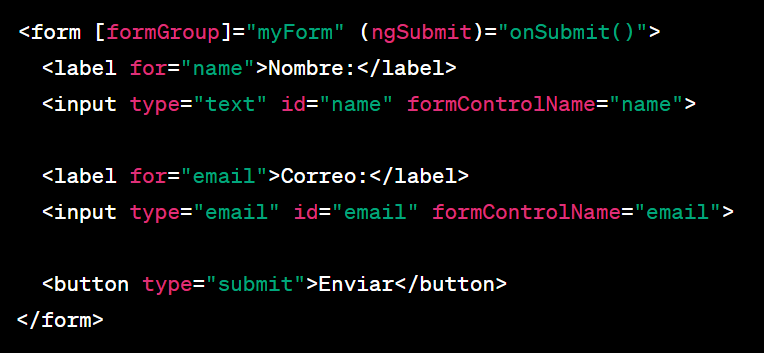 <form [formGroup]="myForm" (ngSubmit)="onSubmit()">
<label for="name">Nombre:</label>
<input type="text" id="name" formControlName="name">
<label for="email">Correo:</label>
<input type="email" id="email" formControlName="email">
<button type="submit">Enviar</button>
</form>